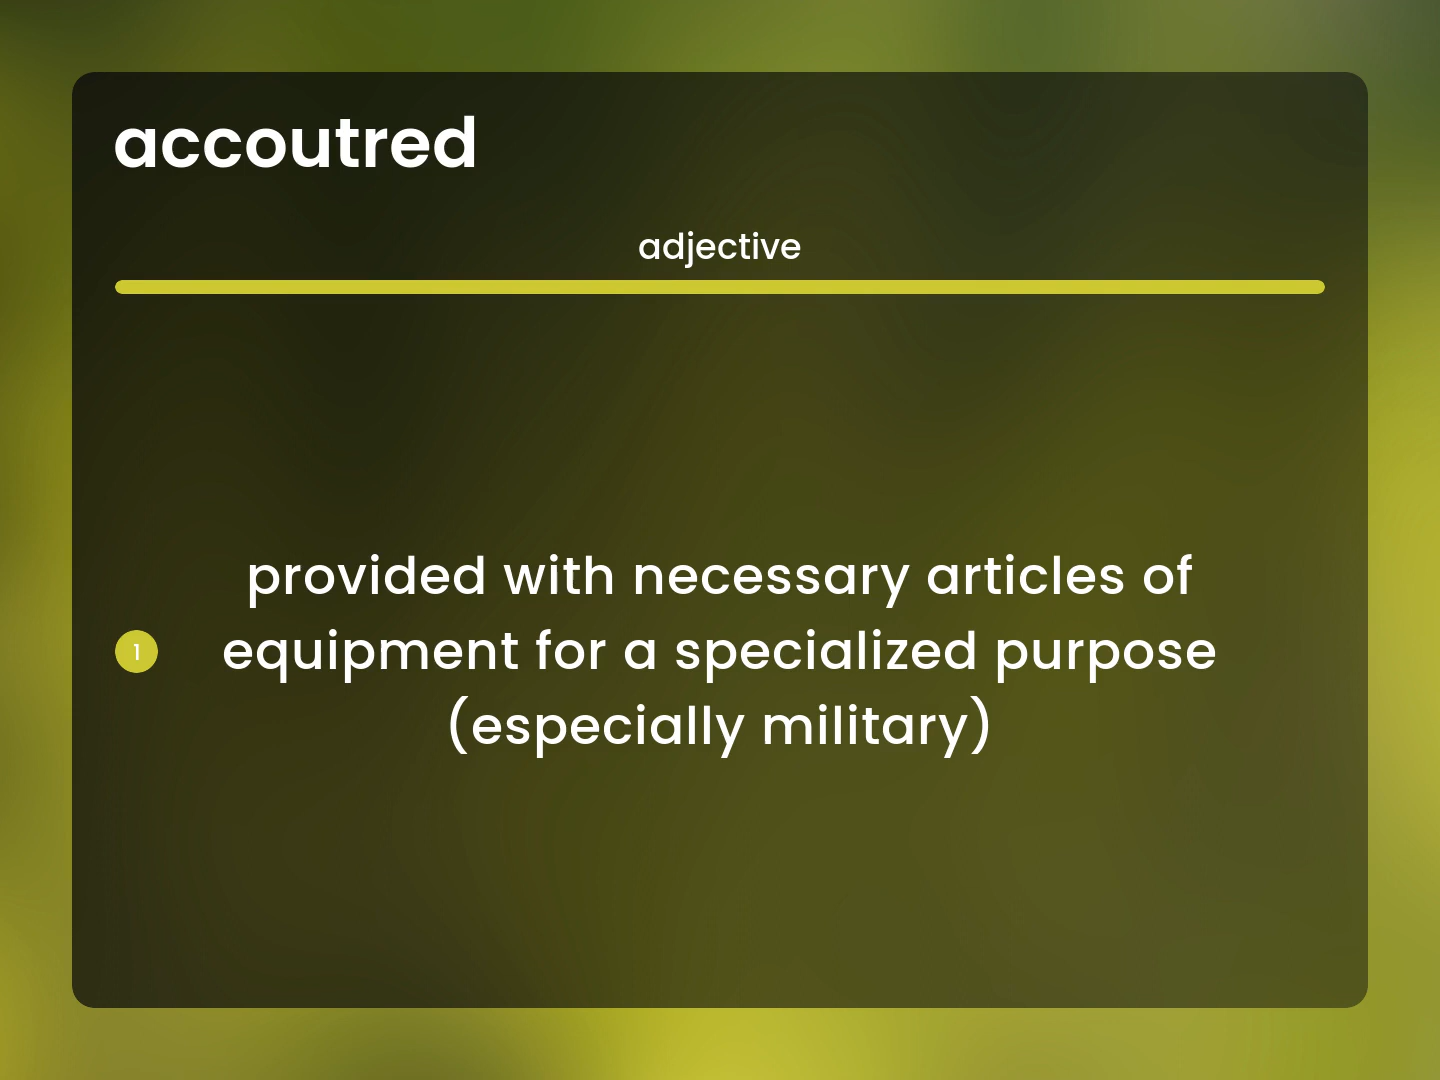 accoutred
adjective
provided with necessary articles of
1 equipment for a specialized purpose
(especially military)